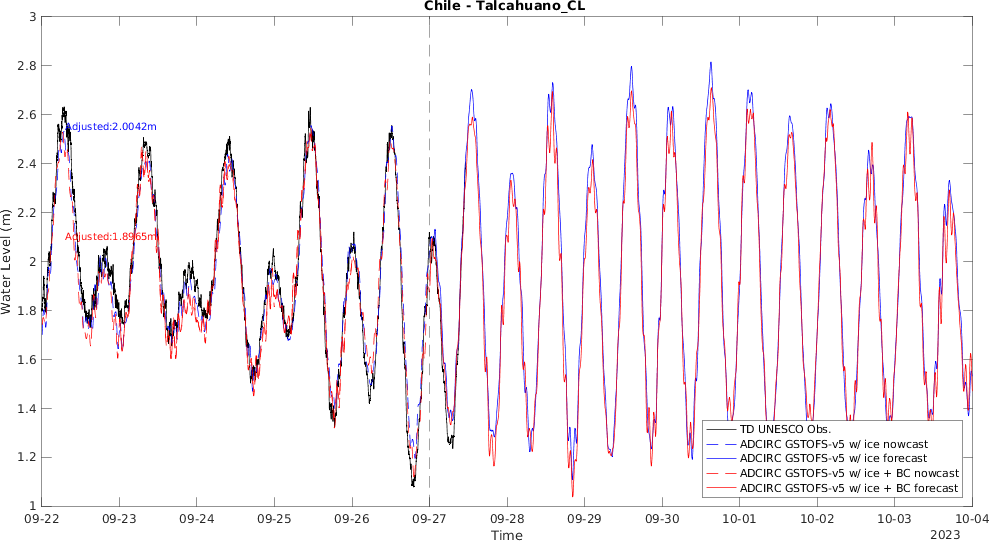 Chile - Talcahuano_CL
3
2.8
2.6
2.4
2.2
2
1.8
1.6
1.4
1.2
1
Water Level (m)
Adjusted:2.0042m
Adjusted:1.8965m
TD UNESCO Obs.
ADCIRC GSTOFS-v5 w/ ice nowcast
ADCIRC GSTOFS-v5 w/ ice forecast
ADCIRC GSTOFS-v5 w/ ice + BC nowcast
ADCIRC GSTOFS-v5 w/ ice + BC forecast
09-22 09-23 09-24 09-25 09-26 09-27 09-28 09-29 09-30 10-01 10-02 10-03 10-04
Time
2023